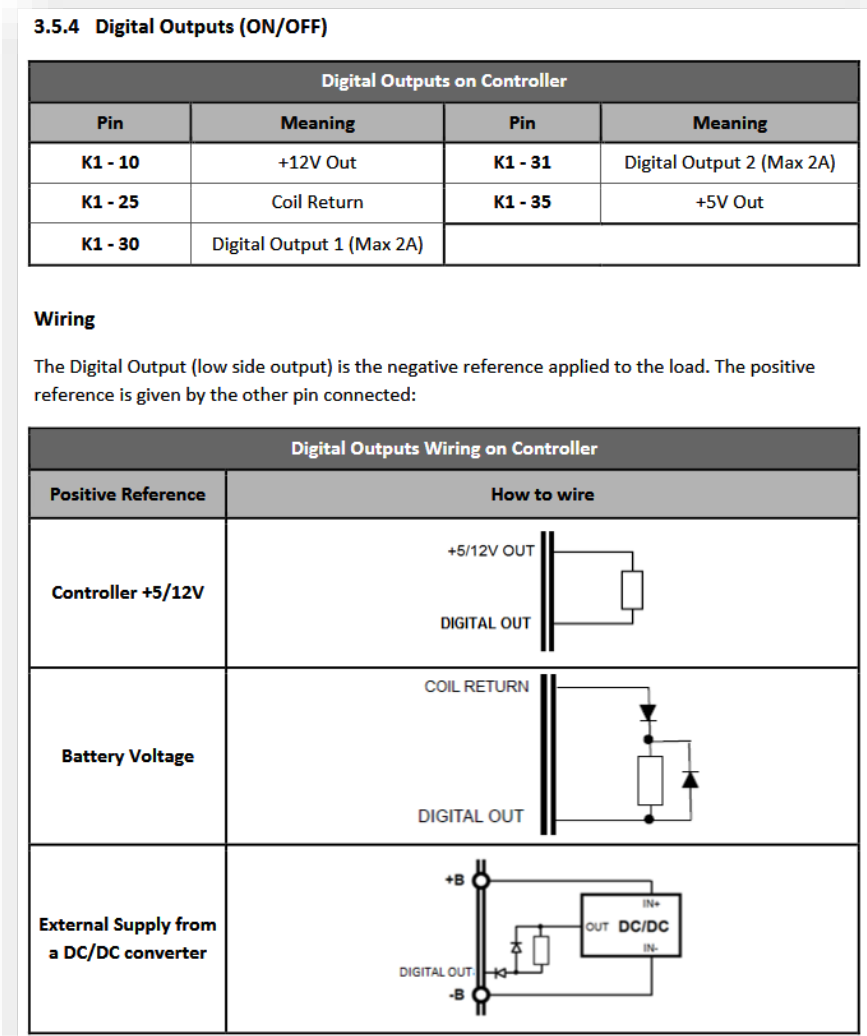 3.5.4 Digital Outputs (ON/OFF)
Digital Outputs on Controller
Pin Meaning Pin Meaning
K1 - 10 +12V Out K1 - 31 Digital Output 2 (Max 2A)
K1 - 25 Coil Return K1 - 35 +5V Out
K1 - 30 Digital Output 1 (Max 2A)
Wiring
The Digital Output (low side output) is the negative reference applied to the load. The positive
reference is given by the other pin connected:
Digital Outputs Wiring on Controller
Positive Reference How to wire
Controller +5/12V
+5/12V OUT
DIGITAL OUT
Battery Voltage
COIL RETURN
DIGITAL OUT
External Supply from
a DC/DC converter
+B
IN+
OUT DC/DC
IN-
DIGITAL OUT
-B